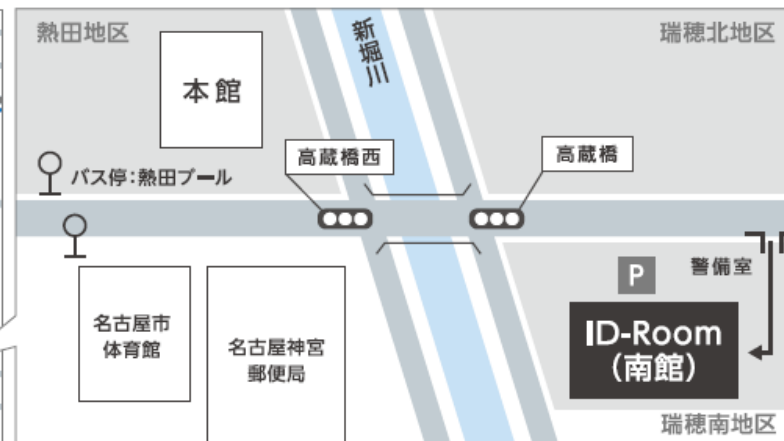 熱田地区
新堀川
瑞穂北地区
本館
高蔵橋西
高蔵橋
バス停:熱田プール
警備室
P
名古屋市
体育館
名古屋神宮
郵便局
ID-Room
(南館)
瑞穂南地区